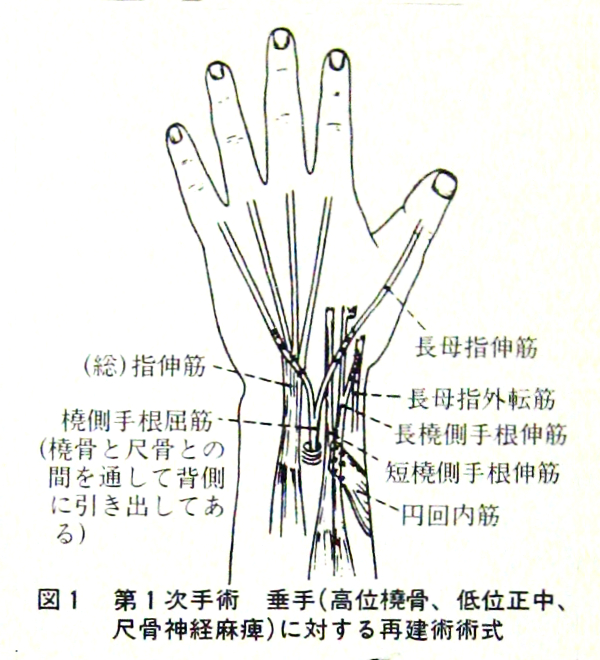 (総)指伸筋
橈側手根屈筋
(橈骨と尺骨との
間を通して背側
に引き出してあ
る)
長母指伸筋
長母指外転筋
長橈側手根伸筋
短橈側手根伸筋
円回内筋
図1 第1次手術 垂手(高位橈骨、低位正中、
尺骨神経麻痺)に対する再建術術式